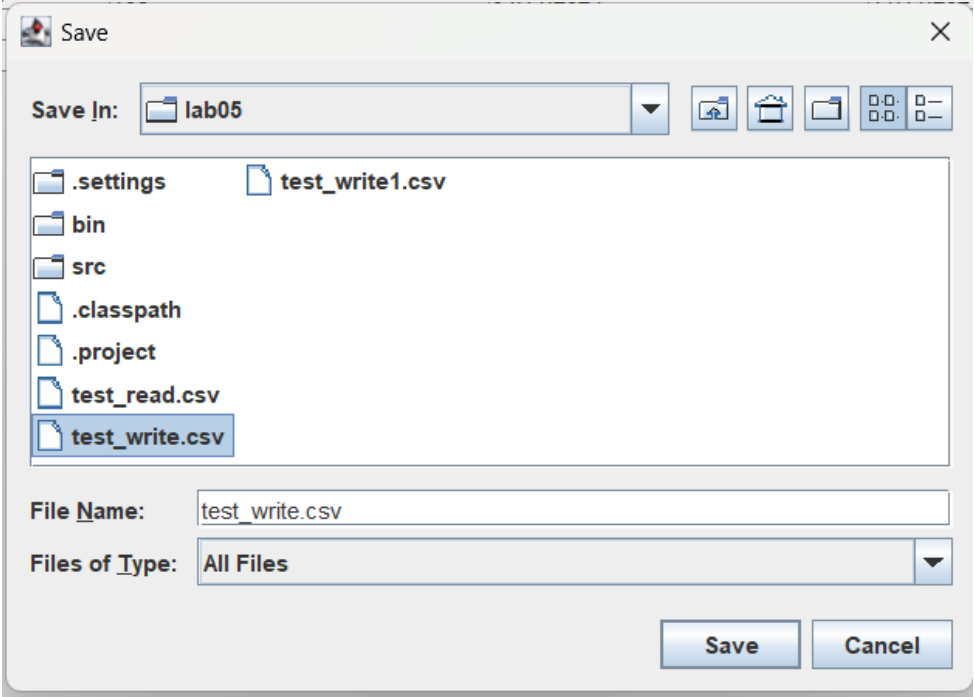 Save
Save In: lab05
.settings
test_write1.csv
bin
src
.classpath
.project
test_read.csv
test_write.csv
File Name: test_write.csv
Files of Type: All Files
Save Cancel